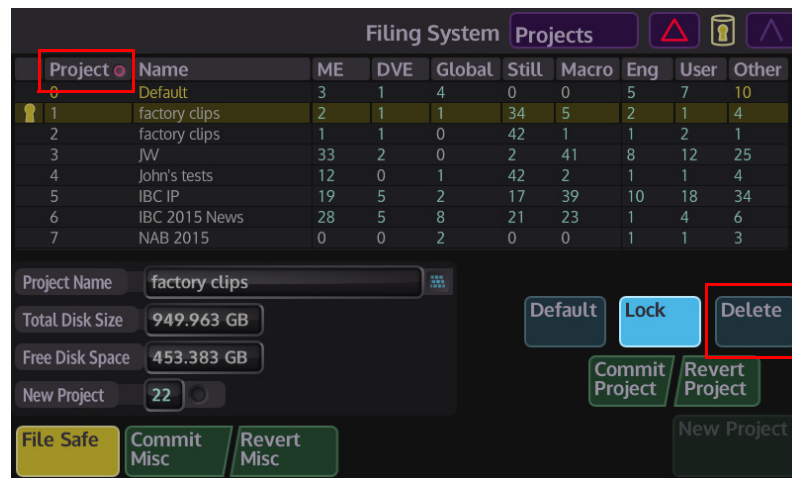 Filing System Projects
Project Name ME DVE Global Still Macro Eng User Other
0 Default 3 1 4 0 0 5 7 10
1 factory clips 2 1 1 34 5 2 1 4
2 factory clips 1 1 0 42 1 1 2 1
3 JW 33 2 0 2 41 8 12 25
4 John's tests 12 0 1 42 2 1 1 4
5 IBC IP 19 5 2 17 39 10 18 34
6 IBC 2015 News 28 5 8 21 23 1 4 6
7 NAB 2015 0 0 2 0 0 1 1 3
Project Name factory clips
Total Disk Size 949.963 GB
Free Disk Space 453.383 GB
New Project 22
Default Lock Delete
Commit Project Revert Project
New Project
File Safe Commit Misc Revert Misc